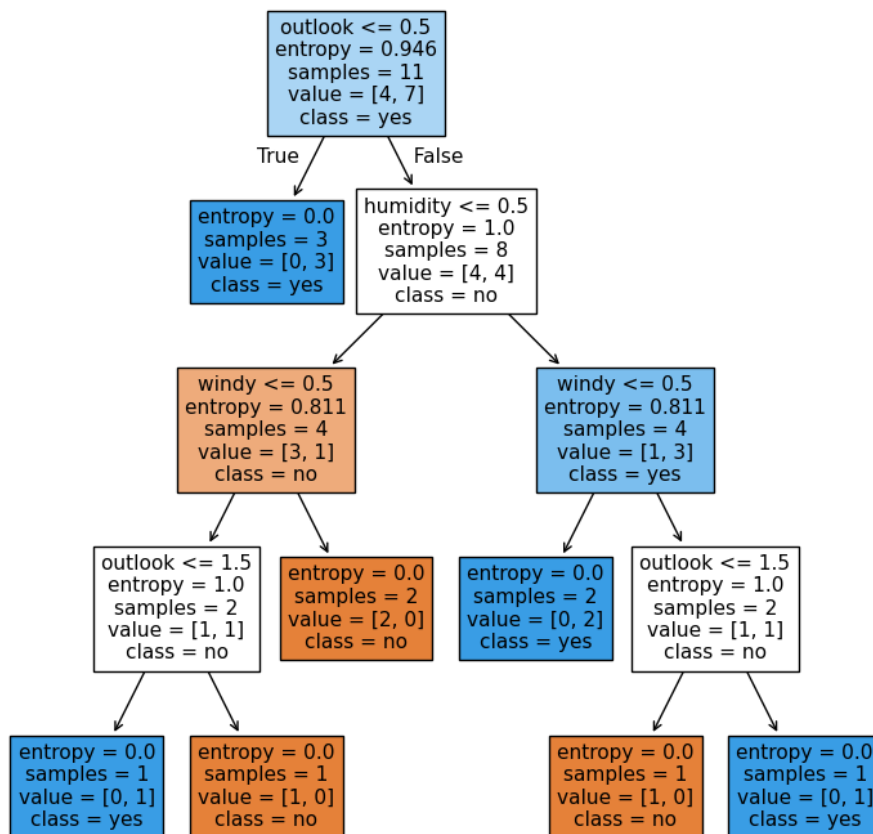 outlook <= 0.5
entropy = 0.946
samples = 11
value = [4, 7]
class = yes
True
False
entropy = 0.0
samples = 3
value = [0, 3]
class = yes
humidity <= 0.5
entropy = 1.0
samples = 8
value = [4, 4]
class = no
windy <= 0.5
entropy = 0.811
samples = 4
value = [3, 1]
class = no
windy <= 0.5
entropy = 0.811
samples = 4
value = [1, 3]
class = yes
outlook <= 1.5
entropy = 1.0
samples = 2
value = [1, 1]
class = no
entropy = 0.0
samples = 2
value = [2, 0]
class = no
entropy = 0.0
samples = 2
value = [0, 2]
class = yes
outlook <= 1.5
entropy = 1.0
samples = 2
value = [1, 1]
class = no
entropy = 0.0
samples = 1
value = [0, 1]
class = yes
entropy = 0.0
samples = 1
value = [1, 0]
class = no
entropy = 0.0
samples = 1
value = [1, 0]
class = no
entropy = 0.0
samples = 1
value = [0, 1]
class = yes